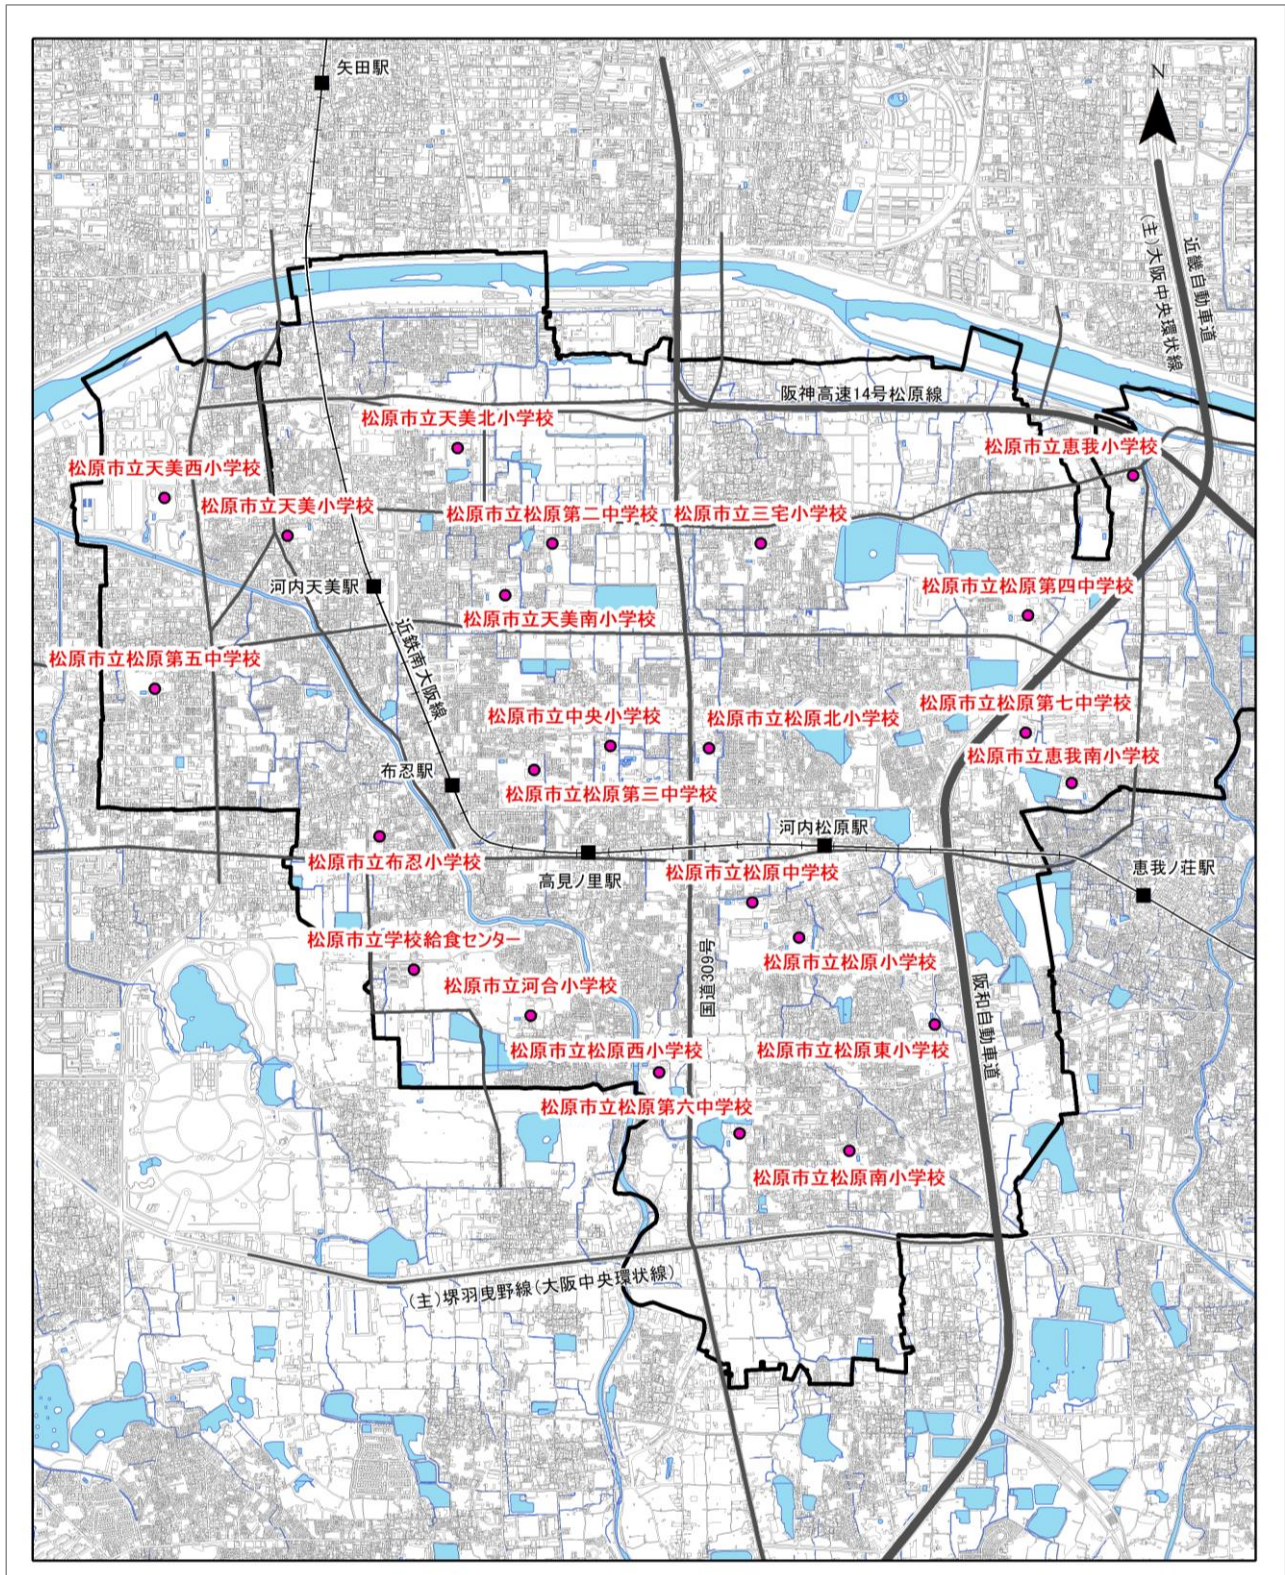 矢田駅
N
近畿自動車道
(主)大阪中央環状線
阪神高速14号松原線
松原市立天美北小学校
松原市立恵我小学校
松原市立天美西小学校
松原市立天美小学校
松原市立松原第二中学校
松原市立三宅小学校
河内天美駅
松原市立松原第四中学校
松原市立天美南小学校
近鉄南大阪線
松原市立松原第五中学校
松原市立松原第七中学校
松原市立中央小学校
松原市立松原北小学校
松原市立恵我南小学校
布忍駅
松原市立松原第三中学校
河内松原駅
松原市立布忍小学校
高見ノ里駅
松原市立松原中学校
恵我ノ荘駅
松原市立学校給食センター
国道309号
松原市立松原小学校
松原市立河合小学校
阪和自動車道
松原市立松原西小学校
松原市立松原東小学校
松原市立松原第六中学校
松原市立松原南小学校
(主)堺羽曳野線(大阪中央環状線)